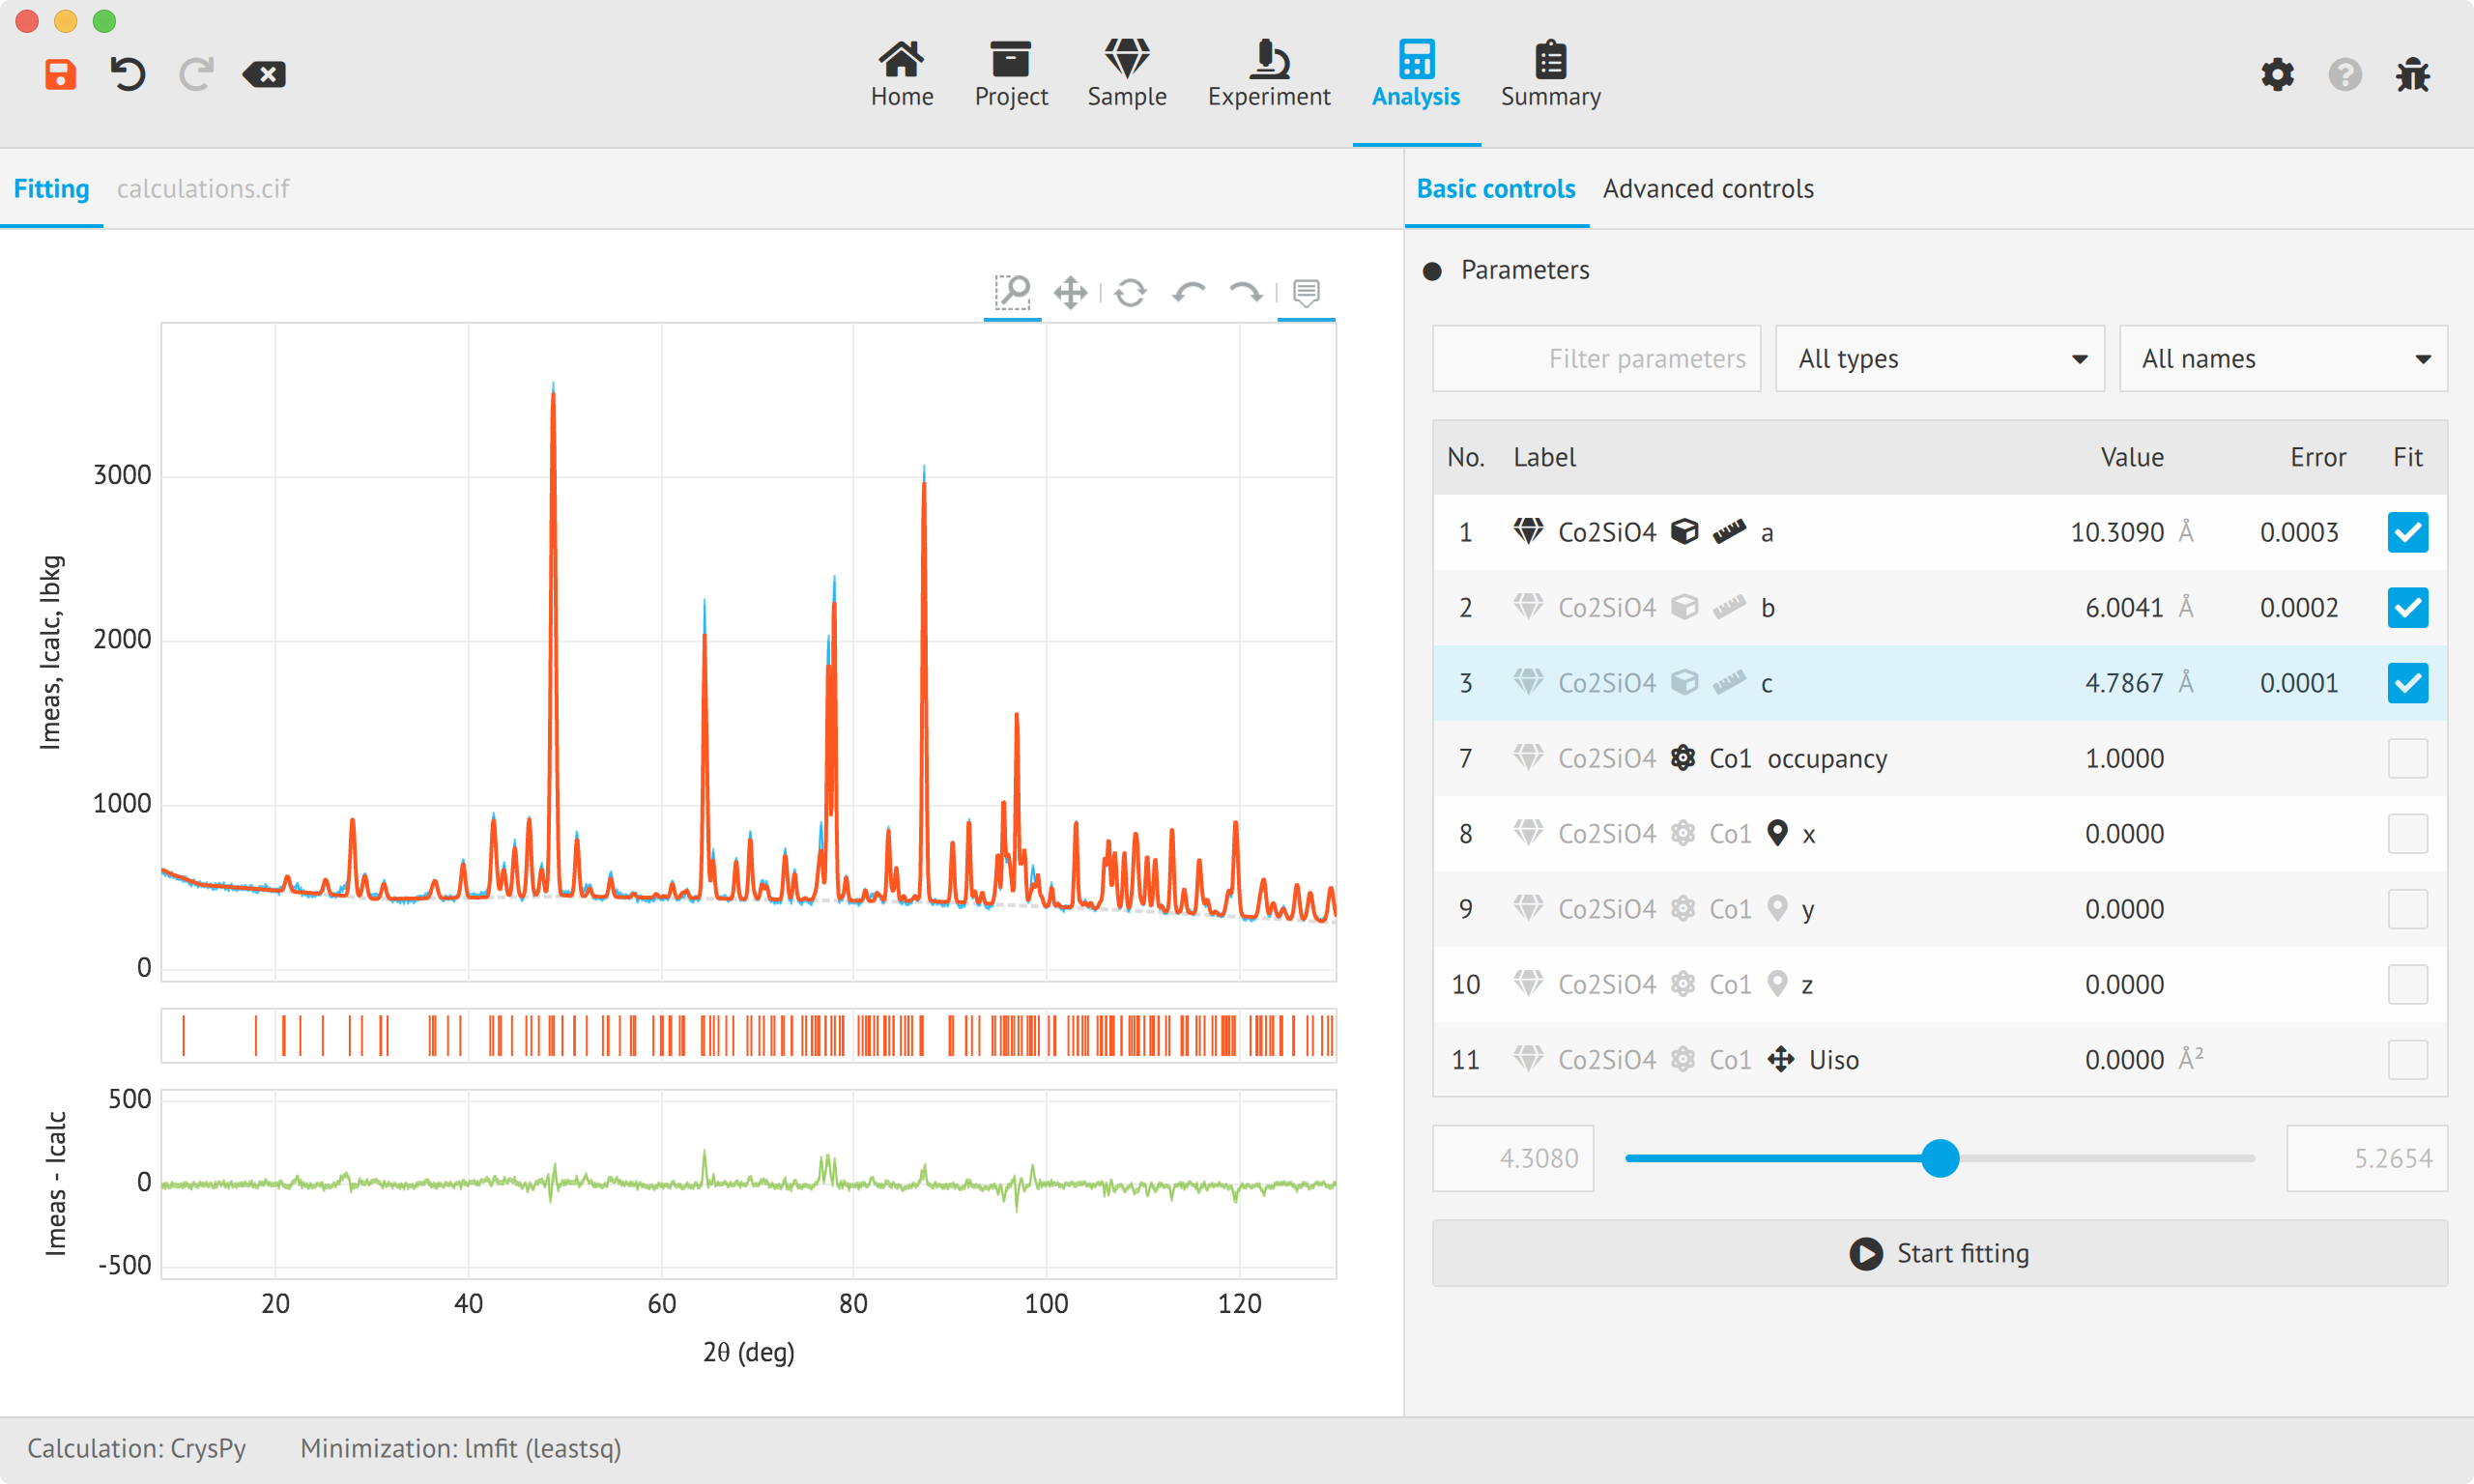 Home Project Sample Experiment Analysis Summary
Fitting calculations.cif
Basic controls Advanced controls
Imeas, Icalc, Ibkg
3000
2000
1000
0
Imeas - Icalc
500
0
-500
20 40 60 80 100 120
2θ (deg)
Parameters
Filter parameters All types All names
No. Label Value Error Fit
1 Co2SiO4 a 10.3090 Å 0.0003
2 Co2SiO4 b 6.0041 Å 0.0002
3 Co2SiO4 c 4.7867 Å 0.0001
7 Co2SiO4 Co1 occupancy 1.0000
8 Co2SiO4 Co1 x 0.0000
9 Co2SiO4 Co1 y 0.0000
10 Co2SiO4 Co1 z 0.0000
11 Co2SiO4 Co1 Uiso 0.0000 Å²
4.3080 5.2654
Start fitting
Calculation: CrysPy Minimization: lmfit (leastsq)